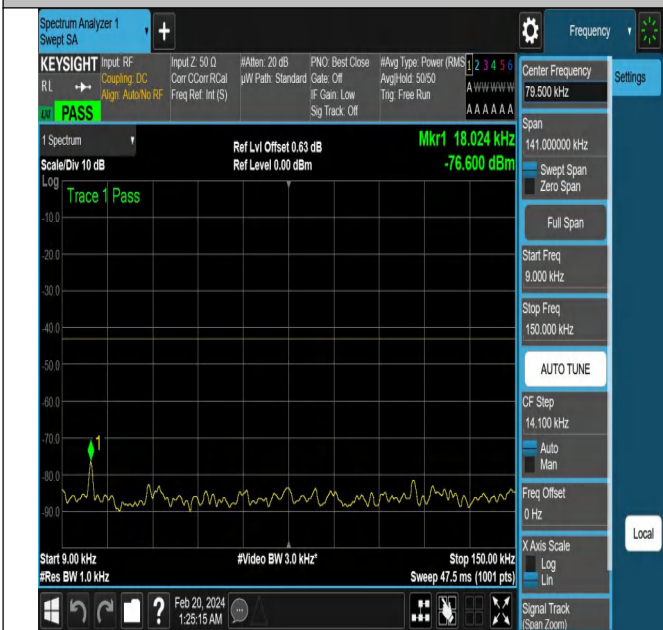 Spectrum Analyzer 1
Swept SA
Frequency
KEYSIGHT
Input: RF
Coupling: DC
Align: Auto/No RF
Input Z: 50 Ω
Corr CCorr RCal
Freq Ref: Int (S)
#Atten: 20 dB
µW Path: Standard
PNO: Best Close
Gate: Off
IF Gain: Low
Sig Track: Off
#Avg Type: Power (RMS
Avg|Hold: 50/50
Trig: Free Run
1 2 3 4 5 6
A W W W W W
A A A A A A
R L
LXI
PASS
1 Spectrum
Scale/Div 10 dB
Ref Lvl Offset 0.63 dB
Ref Level 0.00 dBm
Mkr1 18.024 kHz
-76.600 dBm
Log
Trace 1 Pass
-10.0
-20.0
-30.0
-40.0
-50.0
-60.0
-70.0
-80.0
-90.0
1
Start 9.00 kHz
#Res BW 1.0 kHz
#Video BW 3.0 kHz*
Stop 150.00 kHz
Sweep 47.5 ms (1001 pts)
Feb 20, 2024
1:25:15 AM
Center Frequency
79.500 kHz
Settings
Span
141.000000 kHz
Swept Span
Zero Span
Full Span
Start Freq
9.000 kHz
Stop Freq
150.000 kHz
AUTO TUNE
CF Step
14.100 kHz
Auto
Man
Freq Offset
0 Hz
Local
X Axis Scale
Log
Lin
Signal Track
(Span Zoom)